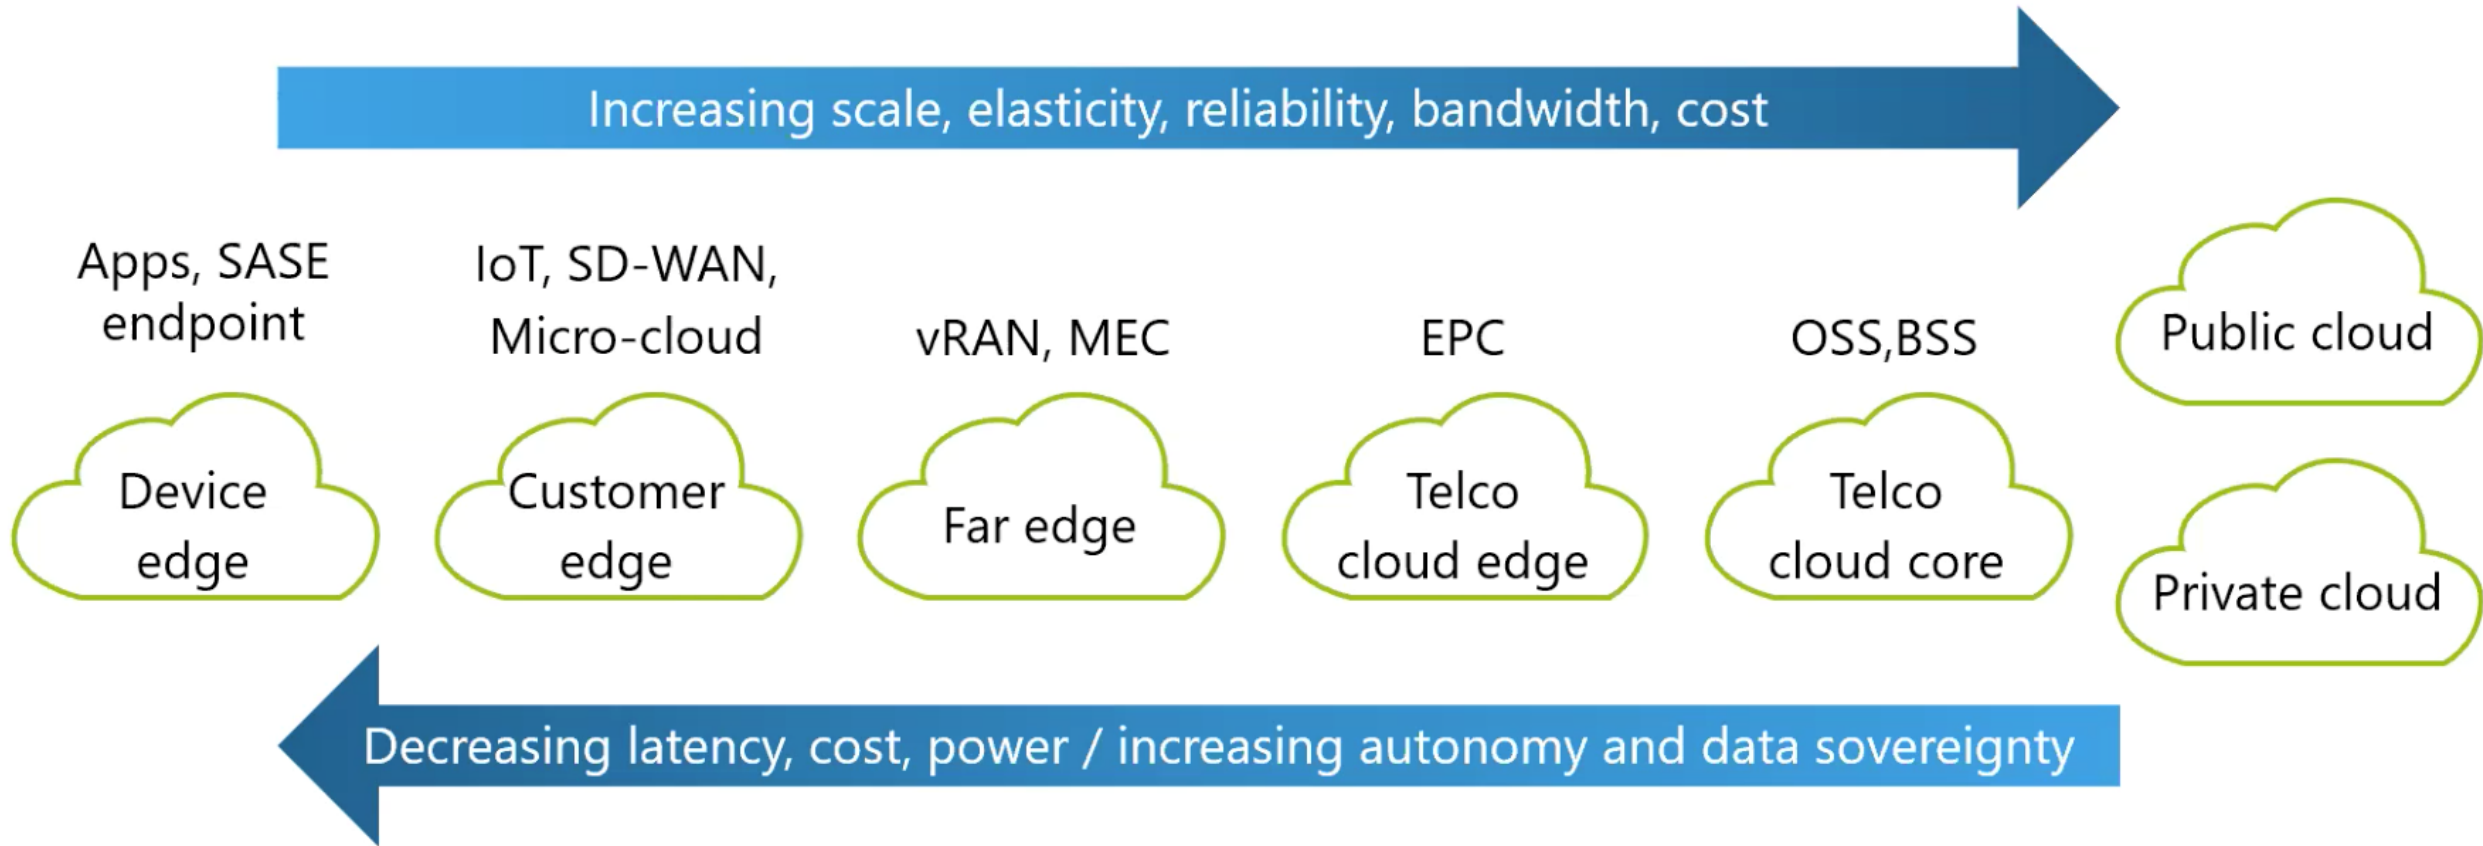 Increasing scale, elasticity, reliability, bandwidth, cost
Apps, SASE
endpoint
IoT, SD-WAN,
Micro-cloud
vRAN, MEC
EPC
OSS,BSS
Public cloud
Device
edge
Customer
edge
Far edge
Telco
cloud edge
Telco
cloud core
Private cloud
Decreasing latency, cost, power / increasing autonomy and data sovereignty